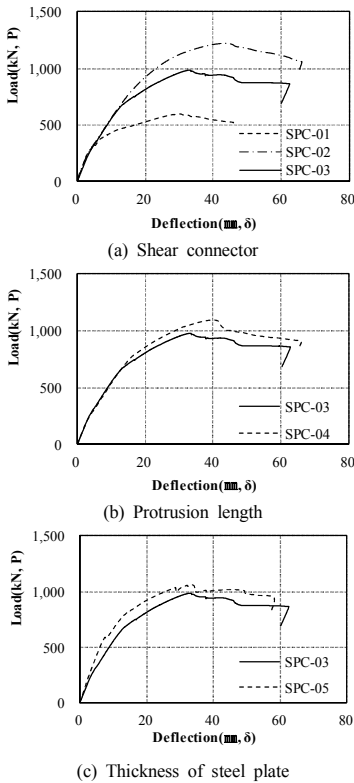 1,500
1,000
500
0
Load(kN, P)
0 20 40 60 80
Deflection(㎜, δ)
SPC-01
SPC-02
SPC-03
(a) Shear connector
1,500
1,000
500
0
Load(kN, P)
0 20 40 60 80
Deflection(㎜, δ)
SPC-03
SPC-04
(b) Protrusion length
1,500
1,000
500
0
Load(kN, P)
0 20 40 60 80
Deflection(㎜, δ)
SPC-03
SPC-05
(c) Thickness of steel plate